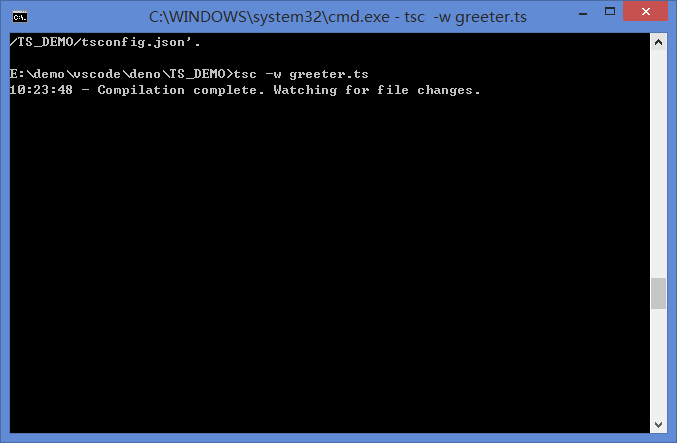 C:\WINDOWS\system32\cmd.exe - tsc -w greeter.ts
/TS_DEMO/tsconfig.json'.
E:\demo\vscode\deno\TS_DEMO>tsc -w greeter.ts
10:23:48 - Compilation complete. Watching for file changes.